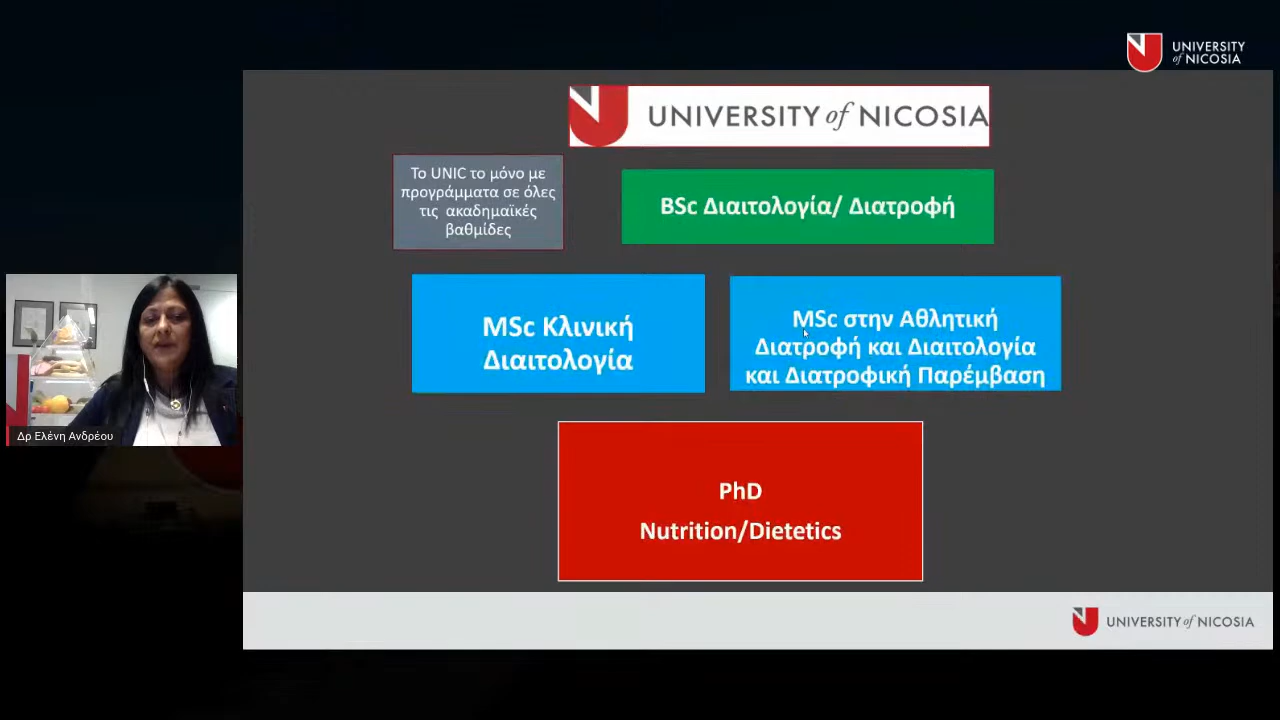 UNIVERSITY
of NICOSIA
UNIVERSITY of NICOSIA
Το UNIC το μόνο με
προγράμματα σε όλες
τις ακαδημαϊκές
βαθμίδες
BSc Διαιτολογία/ Διατροφή
MSc Κλινική
Διαιτολογία
MSc στην Αθλητική
Διατροφή και Διαιτολογία
και Διατροφική Παρέμβαση
Δρ Ελένη Ανδρέου
PhD
Nutrition/Dietetics
UNIVERSITY of NICOSIA